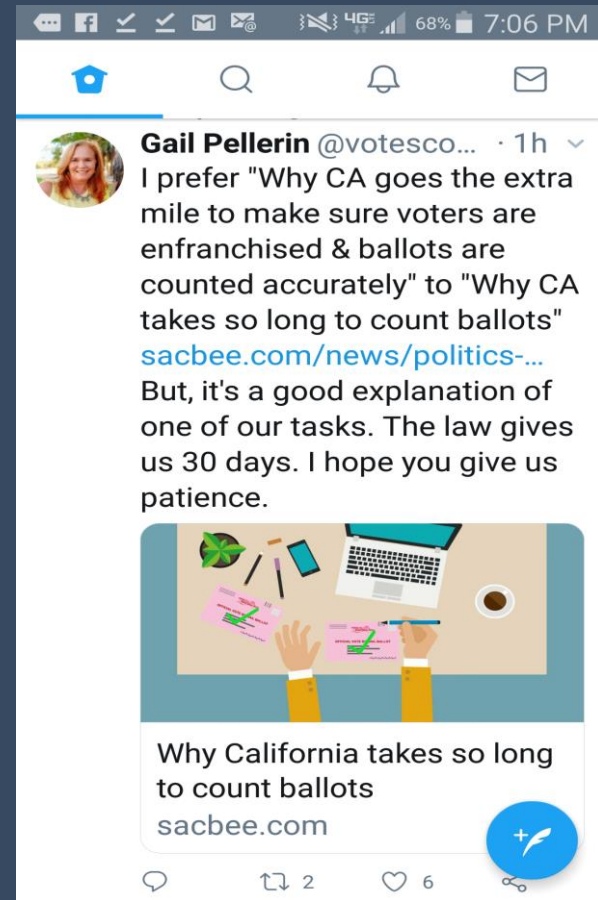 4GE 68% 7:06 PM
Gail Pellerin @votesco... · 1h
I prefer "Why CA goes the extra
mile to make sure voters are
enfranchised & ballots are
counted accurately" to "Why CA
takes so long to count ballots"
sacbee.com/news/politics-...
But, it's a good explanation of
one of our tasks. The law gives
us 30 days. I hope you give us
patience.
Why California takes so long
to count ballots
sacbee.com
2 6